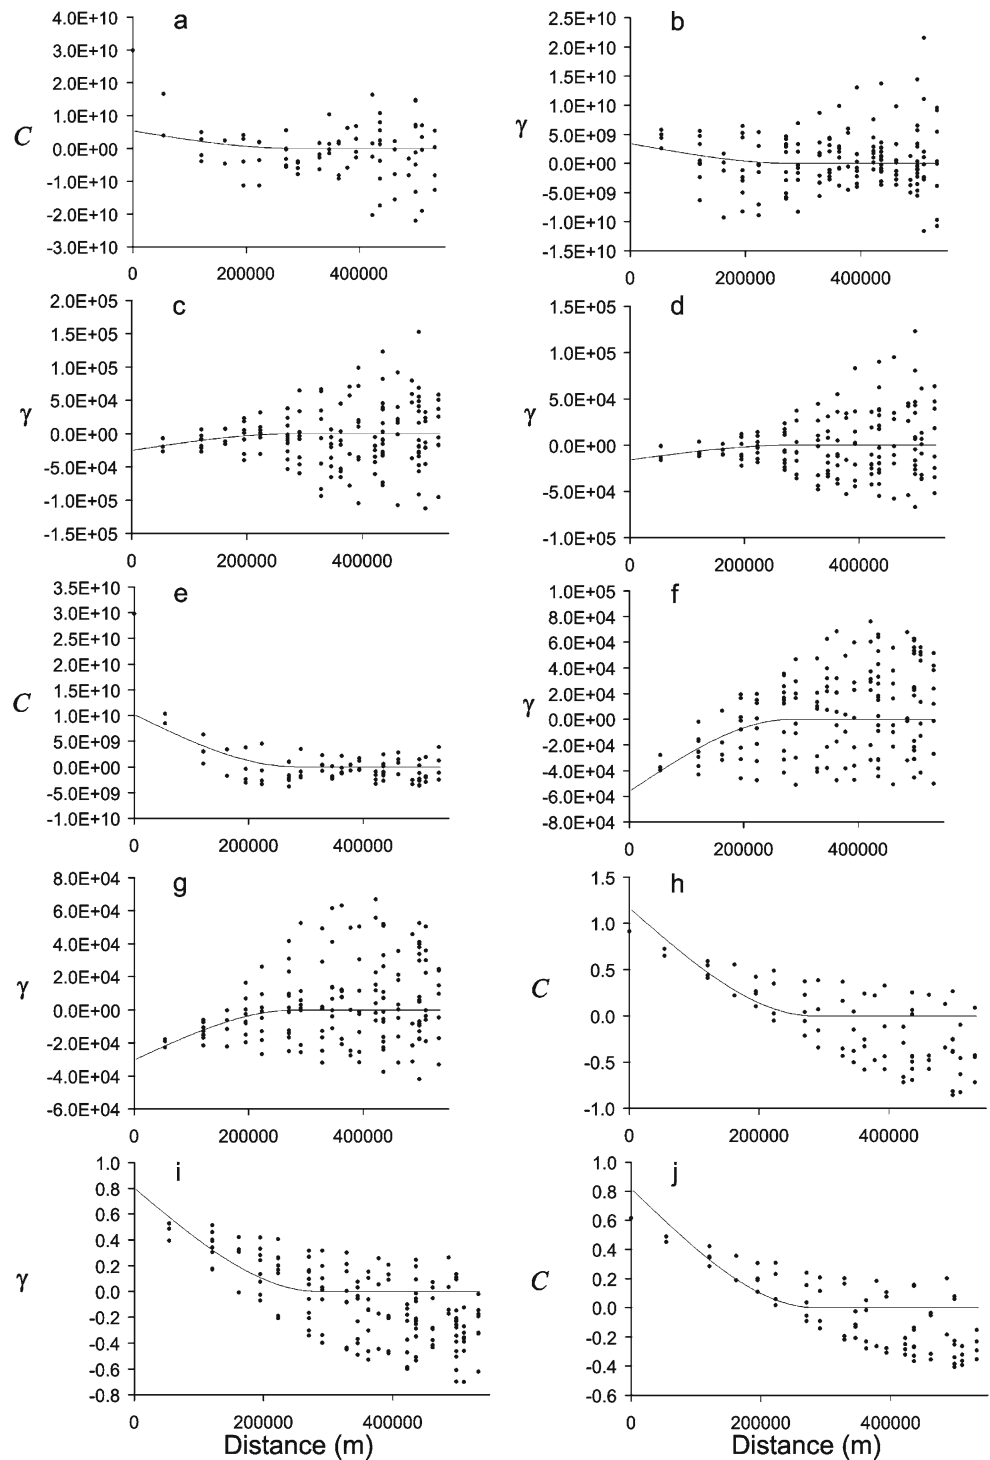 a
4.0E+10
3.0E+10
2.0E+10
1.0E+10
0.0E+00
-1.0E+10
-2.0E+10
-3.0E+10
C
0 200000 400000
b
2.5E+10
2.0E+10
1.5E+10
1.0E+10
5.0E+09
0.0E+00
-5.0E+09
-1.0E+10
-1.5E+10
γ
0 200000 400000
c
2.0E+05
1.5E+05
1.0E+05
5.0E+04
0.0E+00
-5.0E+04
-1.0E+05
-1.5E+05
γ
0 200000 400000
d
1.5E+05
1.0E+05
5.0E+04
0.0E+00
-5.0E+04
-1.0E+05
γ
0 200000 400000
e
3.5E+10
3.0E+10
2.5E+10
2.0E+10
1.5E+10
1.0E+10
5.0E+09
0.0E+00
-5.0E+09
-1.0E+10
C
0 200000 400000
f
1.0E+05
8.0E+04
6.0E+04
4.0E+04
2.0E+04
0.0E+00
-2.0E+04
-4.0E+04
-6.0E+04
-8.0E+04
γ
0 200000 400000
g
8.0E+04
6.0E+04
4.0E+04
2.0E+04
0.0E+00
-2.0E+04
-4.0E+04
-6.0E+04
γ
0 200000 400000
h
1.5
1.0
0.5
0.0
-0.5
-1.0
C
0 200000 400000
i
1.0
0.8
0.6
0.4
0.2
0.0
-0.2
-0.4
-0.6
-0.8
γ
0 200000 400000
Distance (m)
j
1.0
0.8
0.6
0.4
0.2
0.0
-0.2
-0.4
-0.6
C
0 200000 400000
Distance (m)